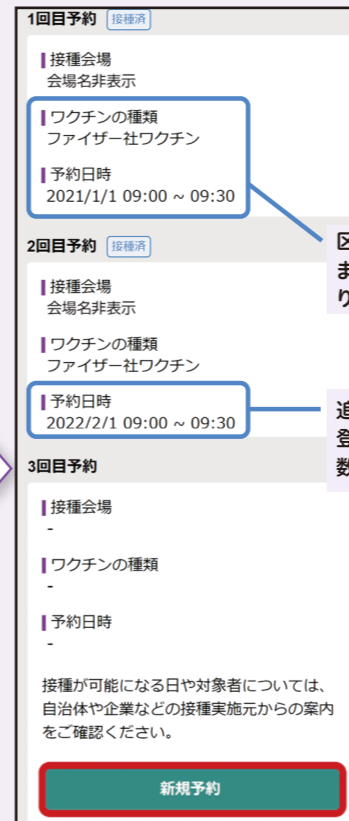 1回目予約 接種済
接種会場
会場名非表示
ワクチンの種類
ファイザー社ワクチン
予約日時
2021/1/1 09:00 ~ 09:30
2回目予約 接種済
接種会場
会場名非表示
ワクチンの種類
ファイザー社ワクチン
予約日時
2022/2/1 09:00 ~ 09:30
区
ま
り
追
登
数
3回目予約
接種会場
-
ワクチンの種類
-
予約日時
-
接種が可能になる日や対象者については、
自治体や企業などの接種実施元からの案内
をご確認ください。
新規予約